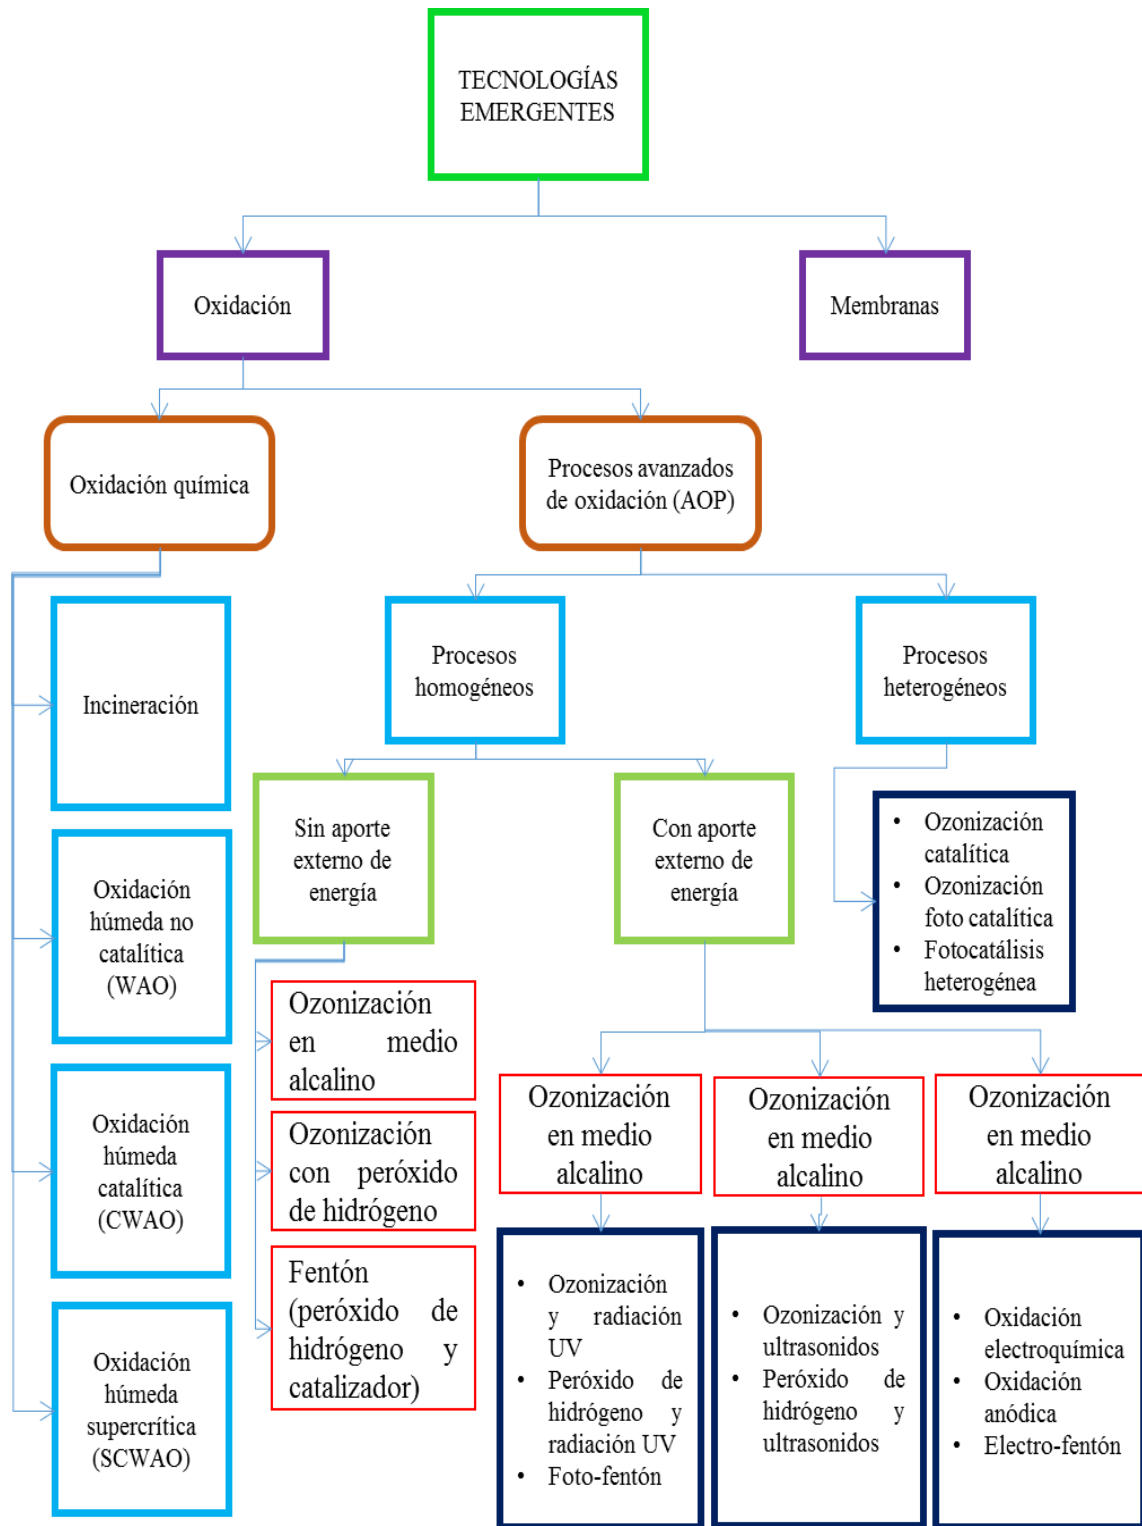 TECNOLOGÍAS
EMERGENTES
Oxidación
Membranas
Oxidación química
Procesos avanzados
de oxidación (AOP)
Incineración
Procesos
homogéneos
Procesos
heterogéneos
Oxidación
húmeda no
catalítica
(WAO)
Sin aporte
externo de
energía
Con aporte
externo de
energía
• Ozonización
catalítica
• Ozonización
foto catalítica
• Fotocatálisis
heterogénea
Oxidación
húmeda
catalítica
(CWAO)
Oxidación
húmeda
supercrítica
(SCWAO)
Ozonización
en medio
alcalino
Ozonización
con peróxido
de hidrógeno
Fentón
(peróxido de
hidrógeno y
catalizador)
Ozonización
en medio
alcalino
Ozonización
en medio
alcalino
Ozonización
en medio
alcalino
• Ozonización
y radiación
UV
• Peróxido de
hidrógeno y
radiación UV
• Foto-fentón
• Ozonización y
ultrasonidos
• Peróxido de
hidrógeno y
ultrasonidos
• Oxidación
electroquímica
• Oxidación
anódica
• Electro-fentón